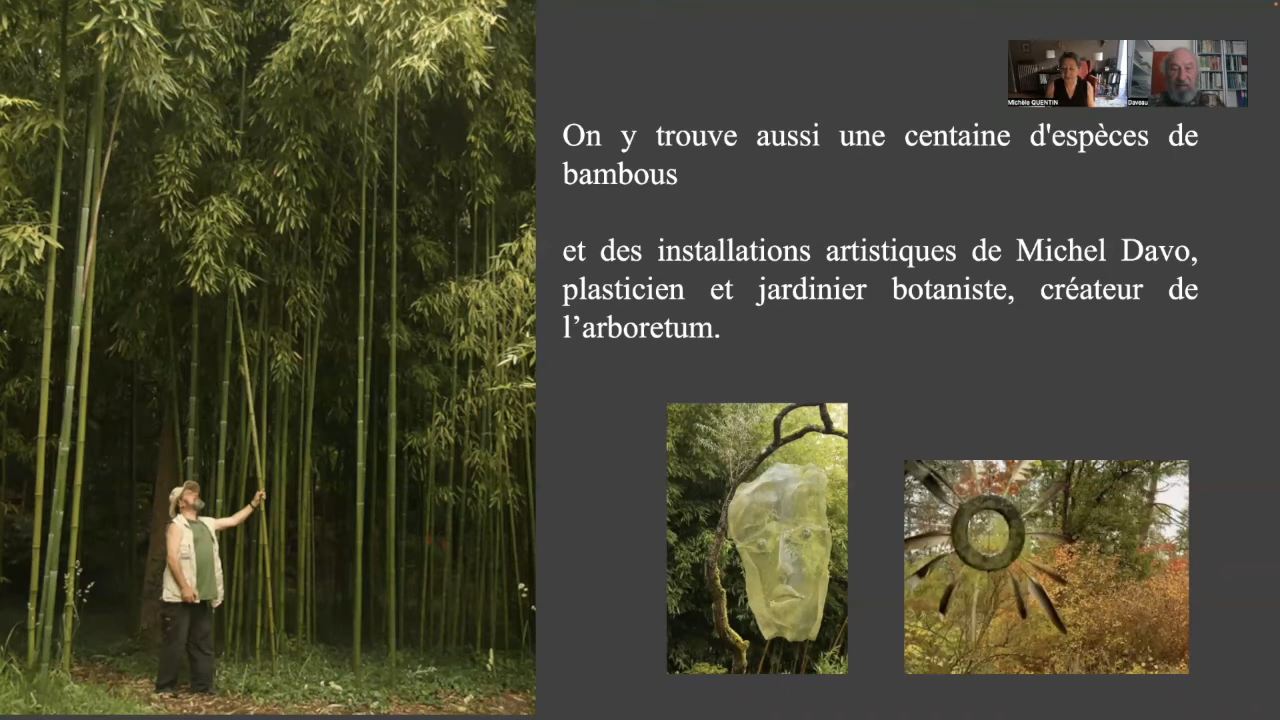 Michèle QUENTIN
Daveau
On y trouve aussi une centaine d'espèces de
bambous
et des installations artistiques de Michel Davo,
plasticien et jardinier botaniste, créateur de
l’arboretum.